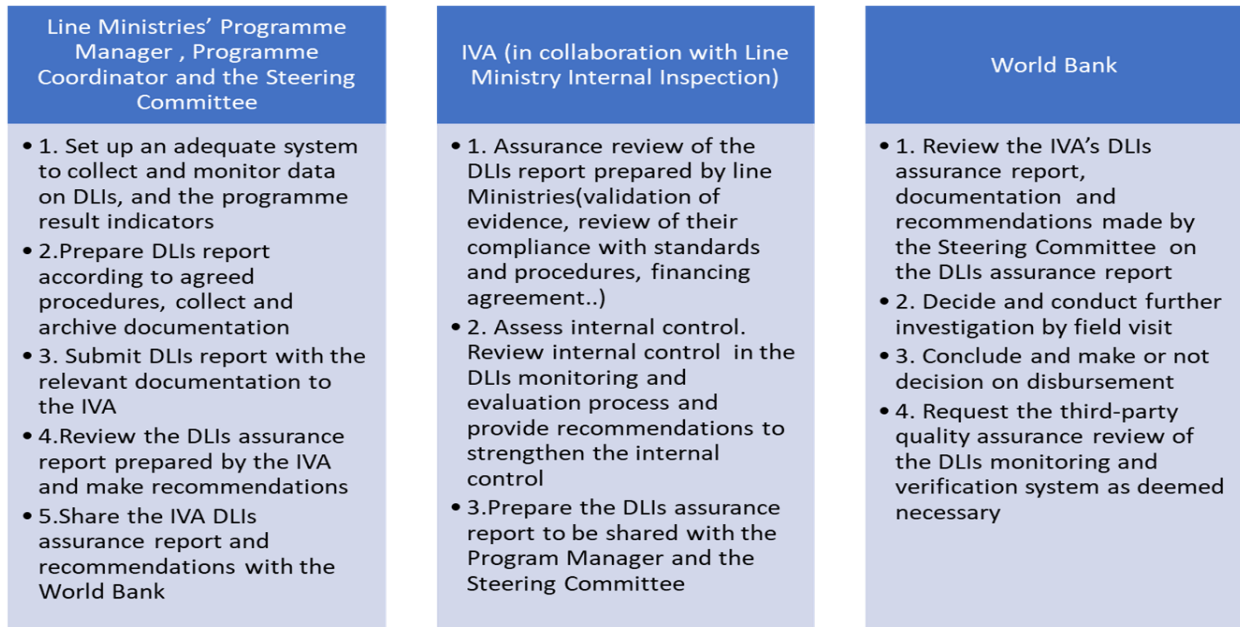 Line Ministries’ Programme
Manager , Programme
Coordinator and the Steering
Committee
• 1. Set up an adequate system
to collect and monitor data
on DLIs, and the programme
result indicators
• 2.Prepare DLIs report
according to agreed
procedures, collect and
archive documentation
• 3. Submit DLIs report with the
relevant documentation to
the IVA
• 4.Review the DLIs assurance
report prepared by the IVA
and make recommendations
• 5.Share the IVA DLIs
assurance report and
recommendations with the
World Bank
IVA (in collaboration with Line
Ministry Internal Inspection)
• 1. Assurance review of the
DLIs report prepared by line
Ministries(validation of
evidence, review of their
compliance with standards
and procedures, financing
agreement..)
• 2. Assess internal control.
Review internal control in the
DLIs monitoring and
evaluation process and
provide recommendations to
strengthen the internal
control
• 3.Prepare the DLIs assurance
report to be shared with the
Program Manager and the
Steering Committee
World Bank
• 1. Review the IVA’s DLIs
assurance report,
documentation and
recommendations made by
the Steering Committee on
the DLIs assurance report
• 2. Decide and conduct further
investigation by field visit
• 3. Conclude and make or not
decision on disbursement
• 4. Request the third-party
quality assurance review of
the DLIs monitoring and
verification system as deemed
necessary